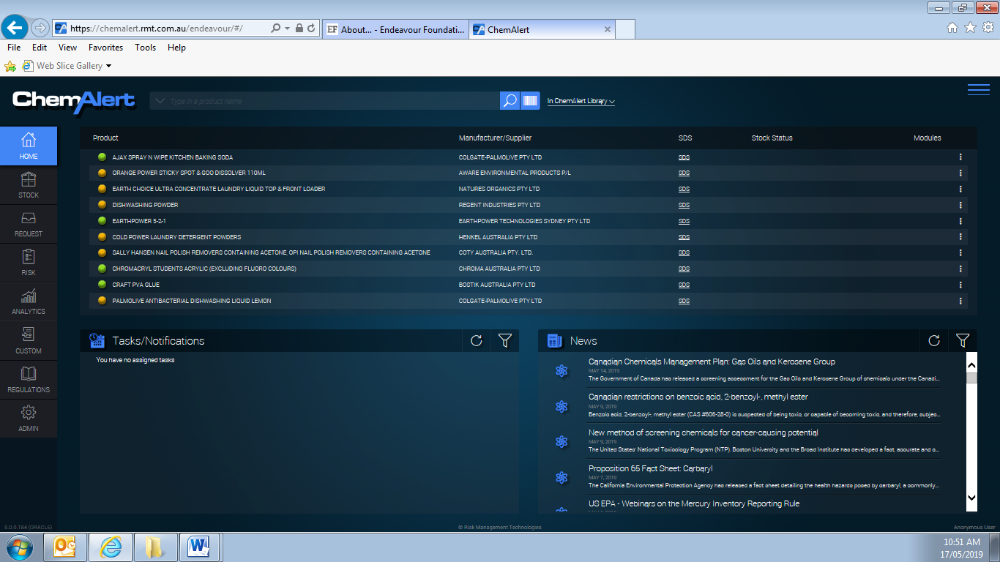 https://chemalert.rmt.com.au/endeavour/#/
EF About... - Endeavour Foundati...
ChemAlert
File Edit View Favorites Tools Help
Web Slice Gallery
ChemAlert
Type in a product name
In ChemAlert Library
HOME
STOCK
REQUEST
RISK
ANALYTICS
CUSTOM
REGULATIONS
ADMIN
Product Manufacturer/Supplier SDS Stock Status Modules
AJAX SPRAY N WIPE KITCHEN BAKING SODA COLGATE-PALMOLIVE PTY LTD SDS
ORANGE POWER STICKY SPOT & GOO DISSOLVER 110ML AWARE ENVIRONMENTAL PRODUCTS P/L SDS
EARTH CHOICE ULTRA CONCENTRATE LAUNDRY LIQUID TOP & FRONT LOADER NATURES ORGANICS PTY LTD SDS
DISHWASHING POWDER REGENT INDUSTRIES PTY LTD SDS
EARTHPOWER 5-2-1 EARTHPOWER TECHNOLOGIES SYDNEY PTY LTD SDS
COLD POWER LAUNDRY DETERGENT POWDERS HENKEL AUSTRALIA PTY LTD SDS
SALLY HANSEN NAIL POLISH REMOVERS CONTAINING ACETONE, OPI NAIL POLISH REMOVERS CONTAINING ACETONE COTY AUSTRALIA PTY. LTD. SDS
CHROMACRYL STUDENTS ACRYLIC (EXCLUDING FLUORO COLOURS) CHROMA AUSTRALIA PTY LTD SDS
CRAFT PVA GLUE BOSTIK AUSTRALIA PTY LTD SDS
PALMOLIVE ANTIBACTERIAL DISHWASHING LIQUID LEMON COLGATE-PALMOLIVE PTY LTD SDS
Tasks/Notifications
You have no assigned tasks
News
Canadian Chemicals Management Plan: Gas Oils and Kerosene Group
MAY 14, 2019
The Government of Canada has released a screening assessment for the Gas Oils and Kerosene Group of chemicals under the Canadi...
Canadian restrictions on benzoic acid, 2-benzoyl-, methyl ester
MAY 9, 2019
Benzoic acid, 2-benzoyl-, methyl ester (CAS #606-28-0) is suspected of being toxic, or capable of becoming toxic, and therefore, subjec...
New method of screening chemicals for cancer-causing potential
MAY 9, 2019
The United States' National Toxicology Program (NTP), Boston University and the Broad Institute has developed a fast, accurate and c...
Proposition 65 Fact Sheet: Carbaryl
MAY 7, 2019
The California Environmental Protection Agency has released a fact sheet detailing the health hazards posed by carbaryl, a commonly...
US EPA - Webinars on the Mercury Inventory Reporting Rule
5.0.0.184 (ORACLE)
© Risk Management Technologies
Anonymous User
10:51 AM
17/05/2019